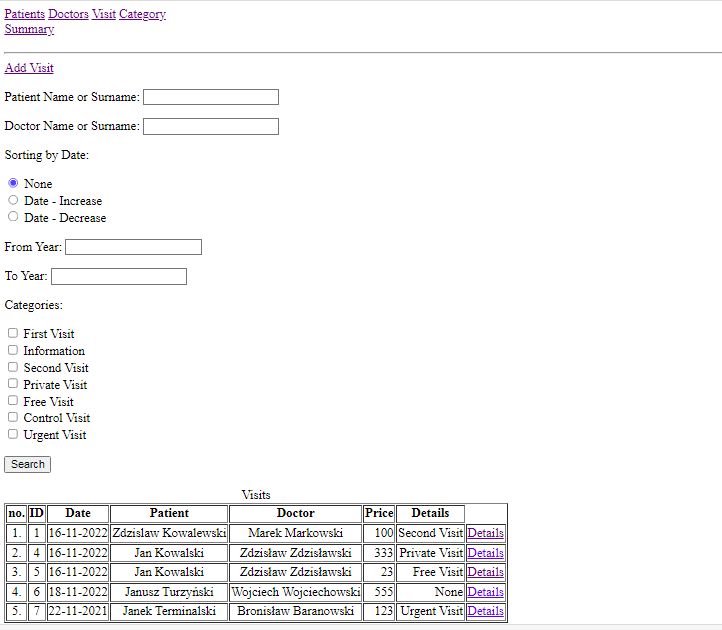 Patients Doctors Visit Category
Summary
Add Visit
Patient Name or Surname:
Doctor Name or Surname:
Sorting by Date:
None
Date - Increase
Date - Decrease
From Year:
To Year:
Categories:
First Visit
Information
Second Visit
Private Visit
Free Visit
Control Visit
Urgent Visit
Search
Visits
no. ID Date Patient Doctor Price Details
1. 1 16-11-2022 Zdzislaw Kowalewski Marek Markowski 100 Second Visit Details
2. 4 16-11-2022 Jan Kowalski Zdzisław Zdzisławski 333 Private Visit Details
3. 5 16-11-2022 Jan Kowalski Zdzisław Zdzisławski 23 Free Visit Details
4. 6 18-11-2022 Janusz Turzyński Wojciech Wojciechowski 555 None Details
5. 7 22-11-2021 Janek Terminalski Bronisław Baranowski 123 Urgent Visit Details